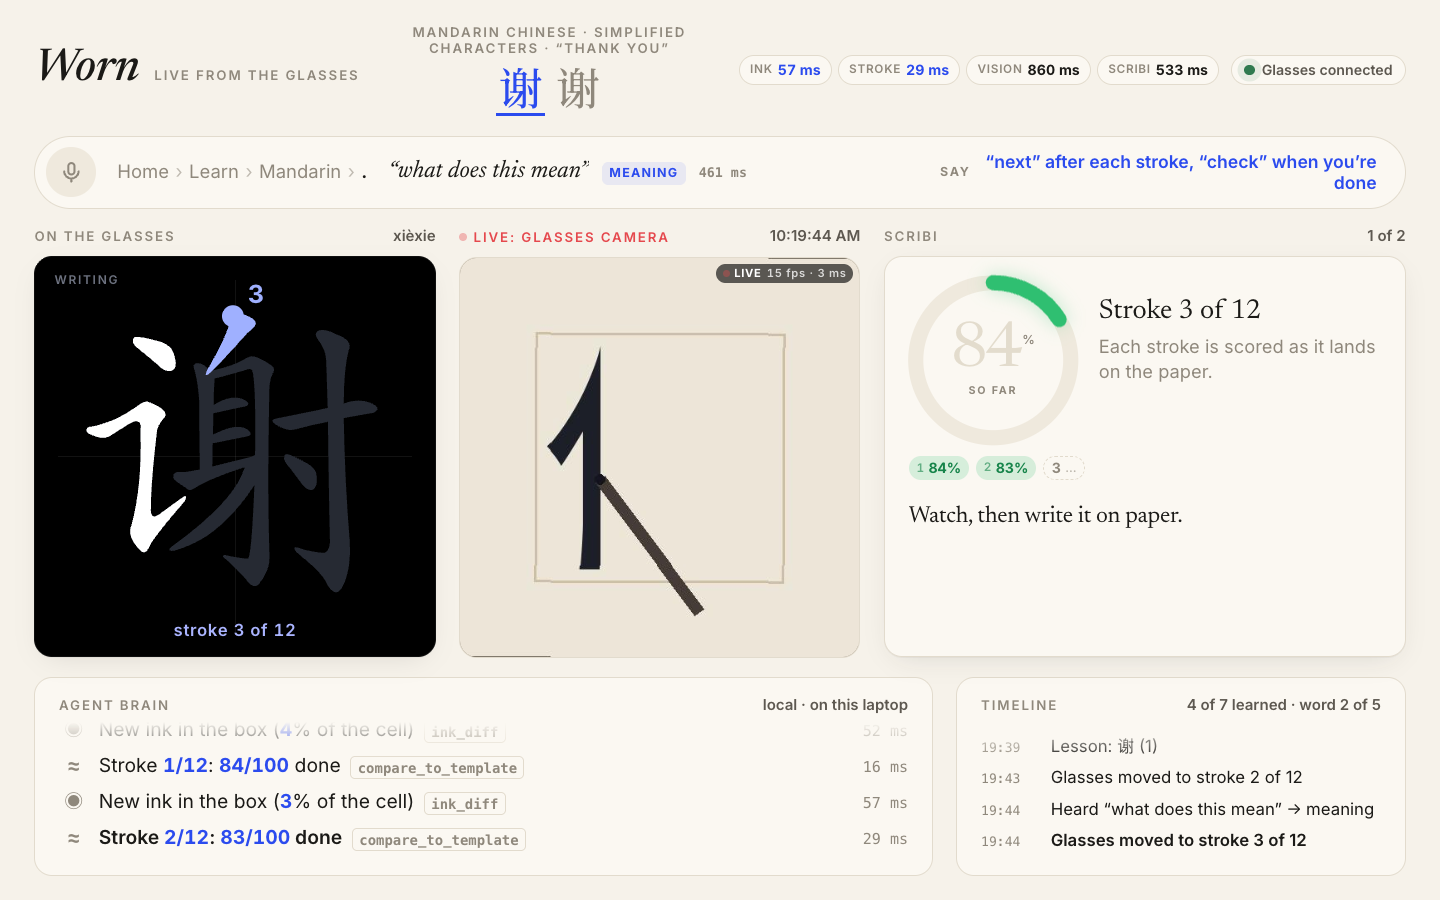 Worn LIVE FROM THE GLASSES
MANDARIN CHINESE · SIMPLIFIED
CHARACTERS · “THANK YOU”
谢 谢
INK 57 ms STROKE 29 ms VISION 860 ms SCRIBI 533 ms Glasses connected
Home › Learn › Mandarin › . “what does this mean” MEANING 461 ms
SAY “next” after each stroke, “check” when you’re
done
ON THE GLASSES xièxie
WRITING
3
谢
stroke 3 of 12
LIVE: GLASSES CAMERA 10:19:44 AM
LIVE 15 fps · 3 ms
SCRIBI 1 of 2
84%
SO FAR
Stroke 3 of 12
Each stroke is scored as it lands
on the paper.
1 84% 2 83% 3 ...
Watch, then write it on paper.
AGENT BRAIN local · on this laptop
New ink in the box (4% of the cell) ink_diff 52 ms
≈ Stroke 1/12: 84/100 done compare_to_template 16 ms
New ink in the box (3% of the cell) ink_diff 57 ms
≈ Stroke 2/12: 83/100 done compare_to_template 29 ms
TIMELINE 4 of 7 learned · word 2 of 5
19:39 Lesson: 谢 (1)
19:43 Glasses moved to stroke 2 of 12
19:44 Heard “what does this mean” → meaning
19:44 Glasses moved to stroke 3 of 12